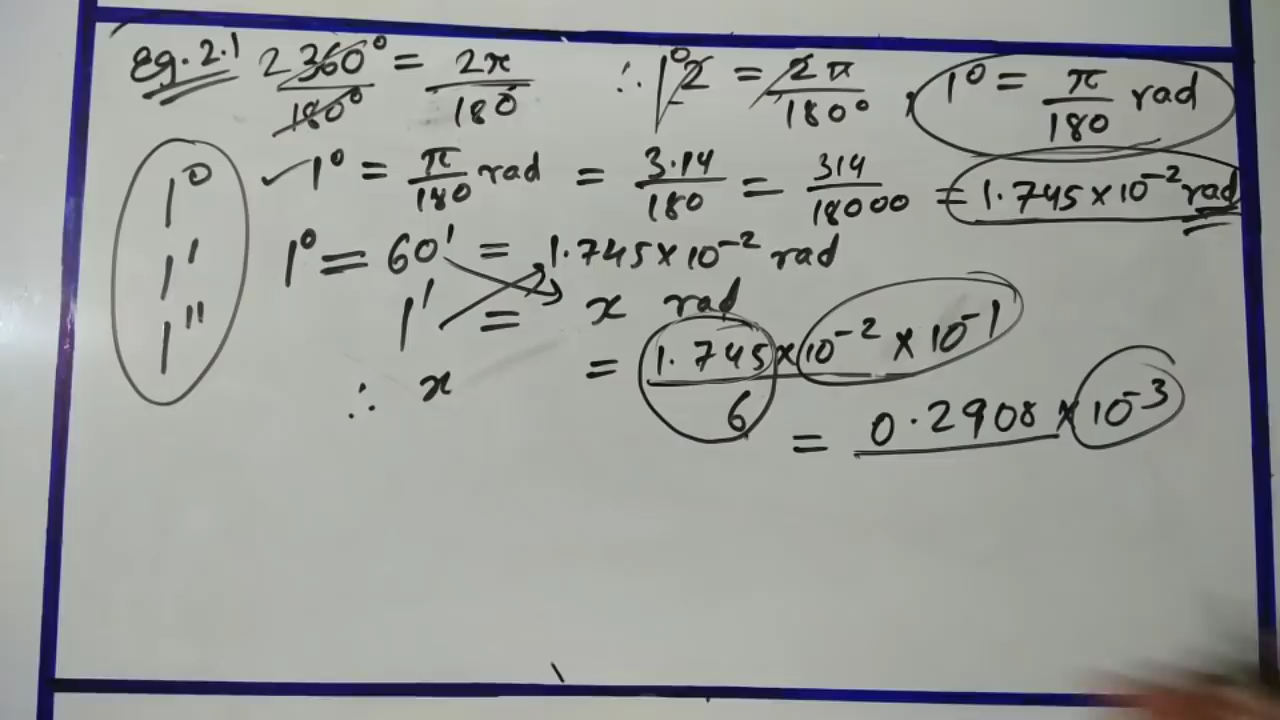 Eg. 2.1 2 360° / 180° = 2π / 180 ∴ 1° 2 = 2π / 180° , 1° = π / 180 rad
1° ✓ 1° = π / 180 rad = 3.14 / 180 = 314 / 18000 = 1.745 × 10⁻² rad
1' 1° = 60' = 1.745 × 10⁻² rad
1" 1' = x rad
∴ x = 1.745 × 10⁻² × 10⁻¹ / 6
= 0.2908 × 10⁻³